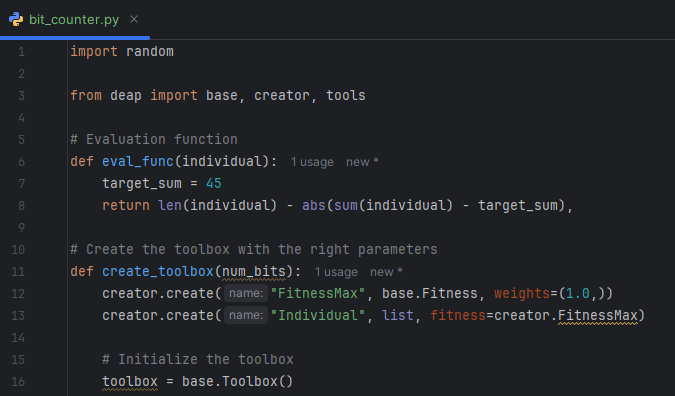 bit_counter.py ×
1 import random
2
3 from deap import base, creator, tools
4
5 # Evaluation function
6 def eval_func(individual): 1 usage new *
7     target_sum = 45
8     return len(individual) - abs(sum(individual) - target_sum),
9
10 # Create the toolbox with the right parameters
11 def create_toolbox(num_bits): 1 usage new *
12     creator.create( name: "FitnessMax", base.Fitness, weights=(1.0,))
13     creator.create( name: "Individual", list, fitness=creator.FitnessMax)
14
15     # Initialize the toolbox
16     toolbox = base.Toolbox()